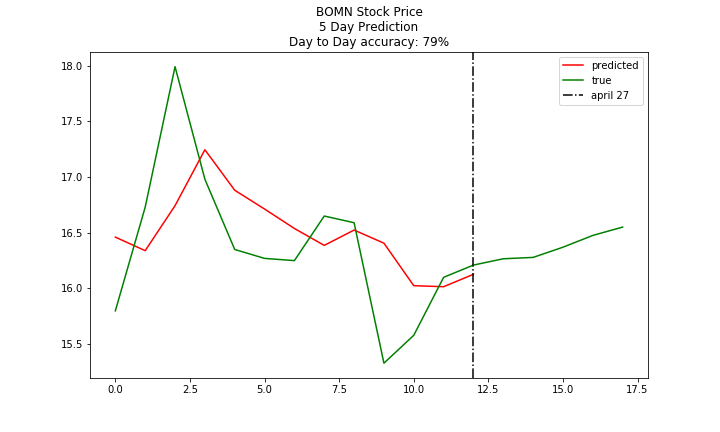 BOMN Stock Price
5 Day Prediction
Day to Day accuracy: 79%
predicted
true
april 27
18.0
17.5
17.0
16.5
16.0
15.5
0.0 2.5 5.0 7.5 10.0 12.5 15.0 17.5